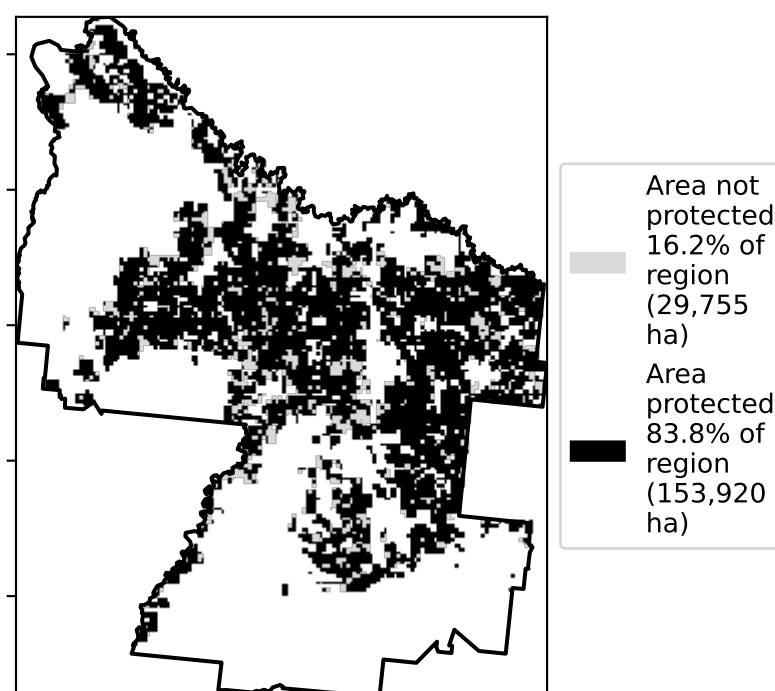 Area not
protected
16.2% of
region
(29,755
ha)
Area
protected
83.8% of
region
(153,920
ha)